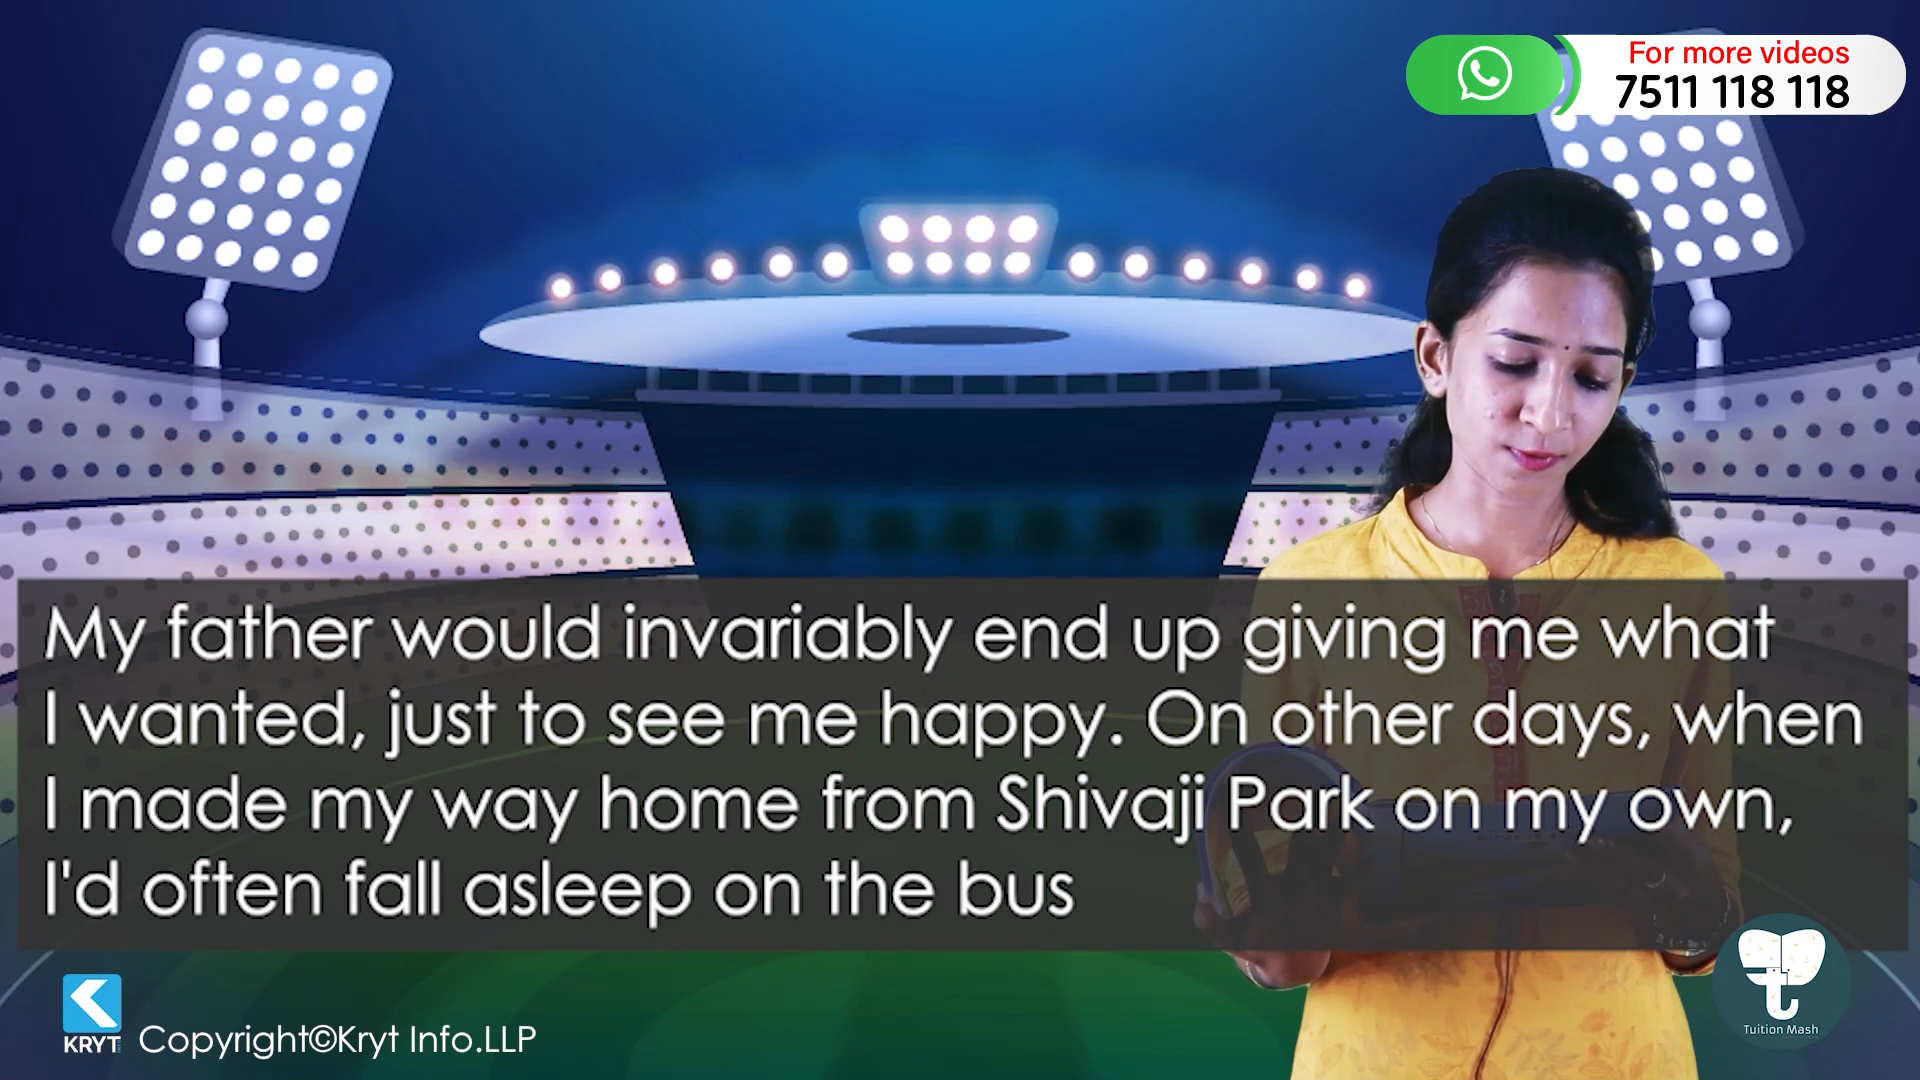 For more videos
7511 118 118
My father would invariably end up giving me what
I wanted, just to see me happy. On other days, when
I made my way home from Shivaji Park on my own,
I'd often fall asleep on the bus
KRYT
Copyright©Kryt Info.LLP
Tuition Mash